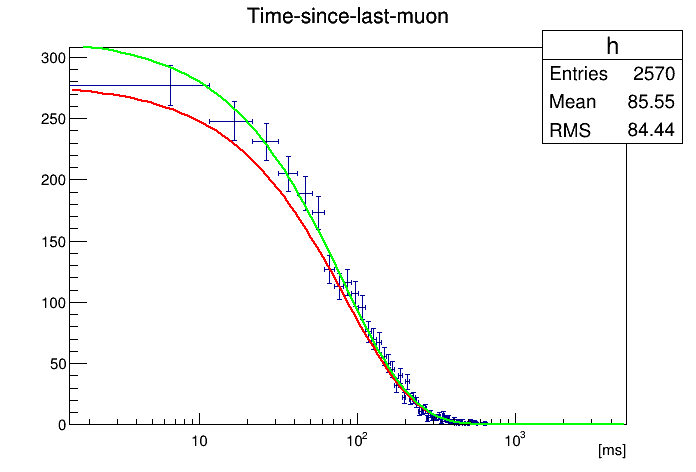 Time-since-last-muon
h
Entries 2570
Mean 85.55
RMS 84.44
300
250
200
150
100
50
0
10 10² 10³
[ms]